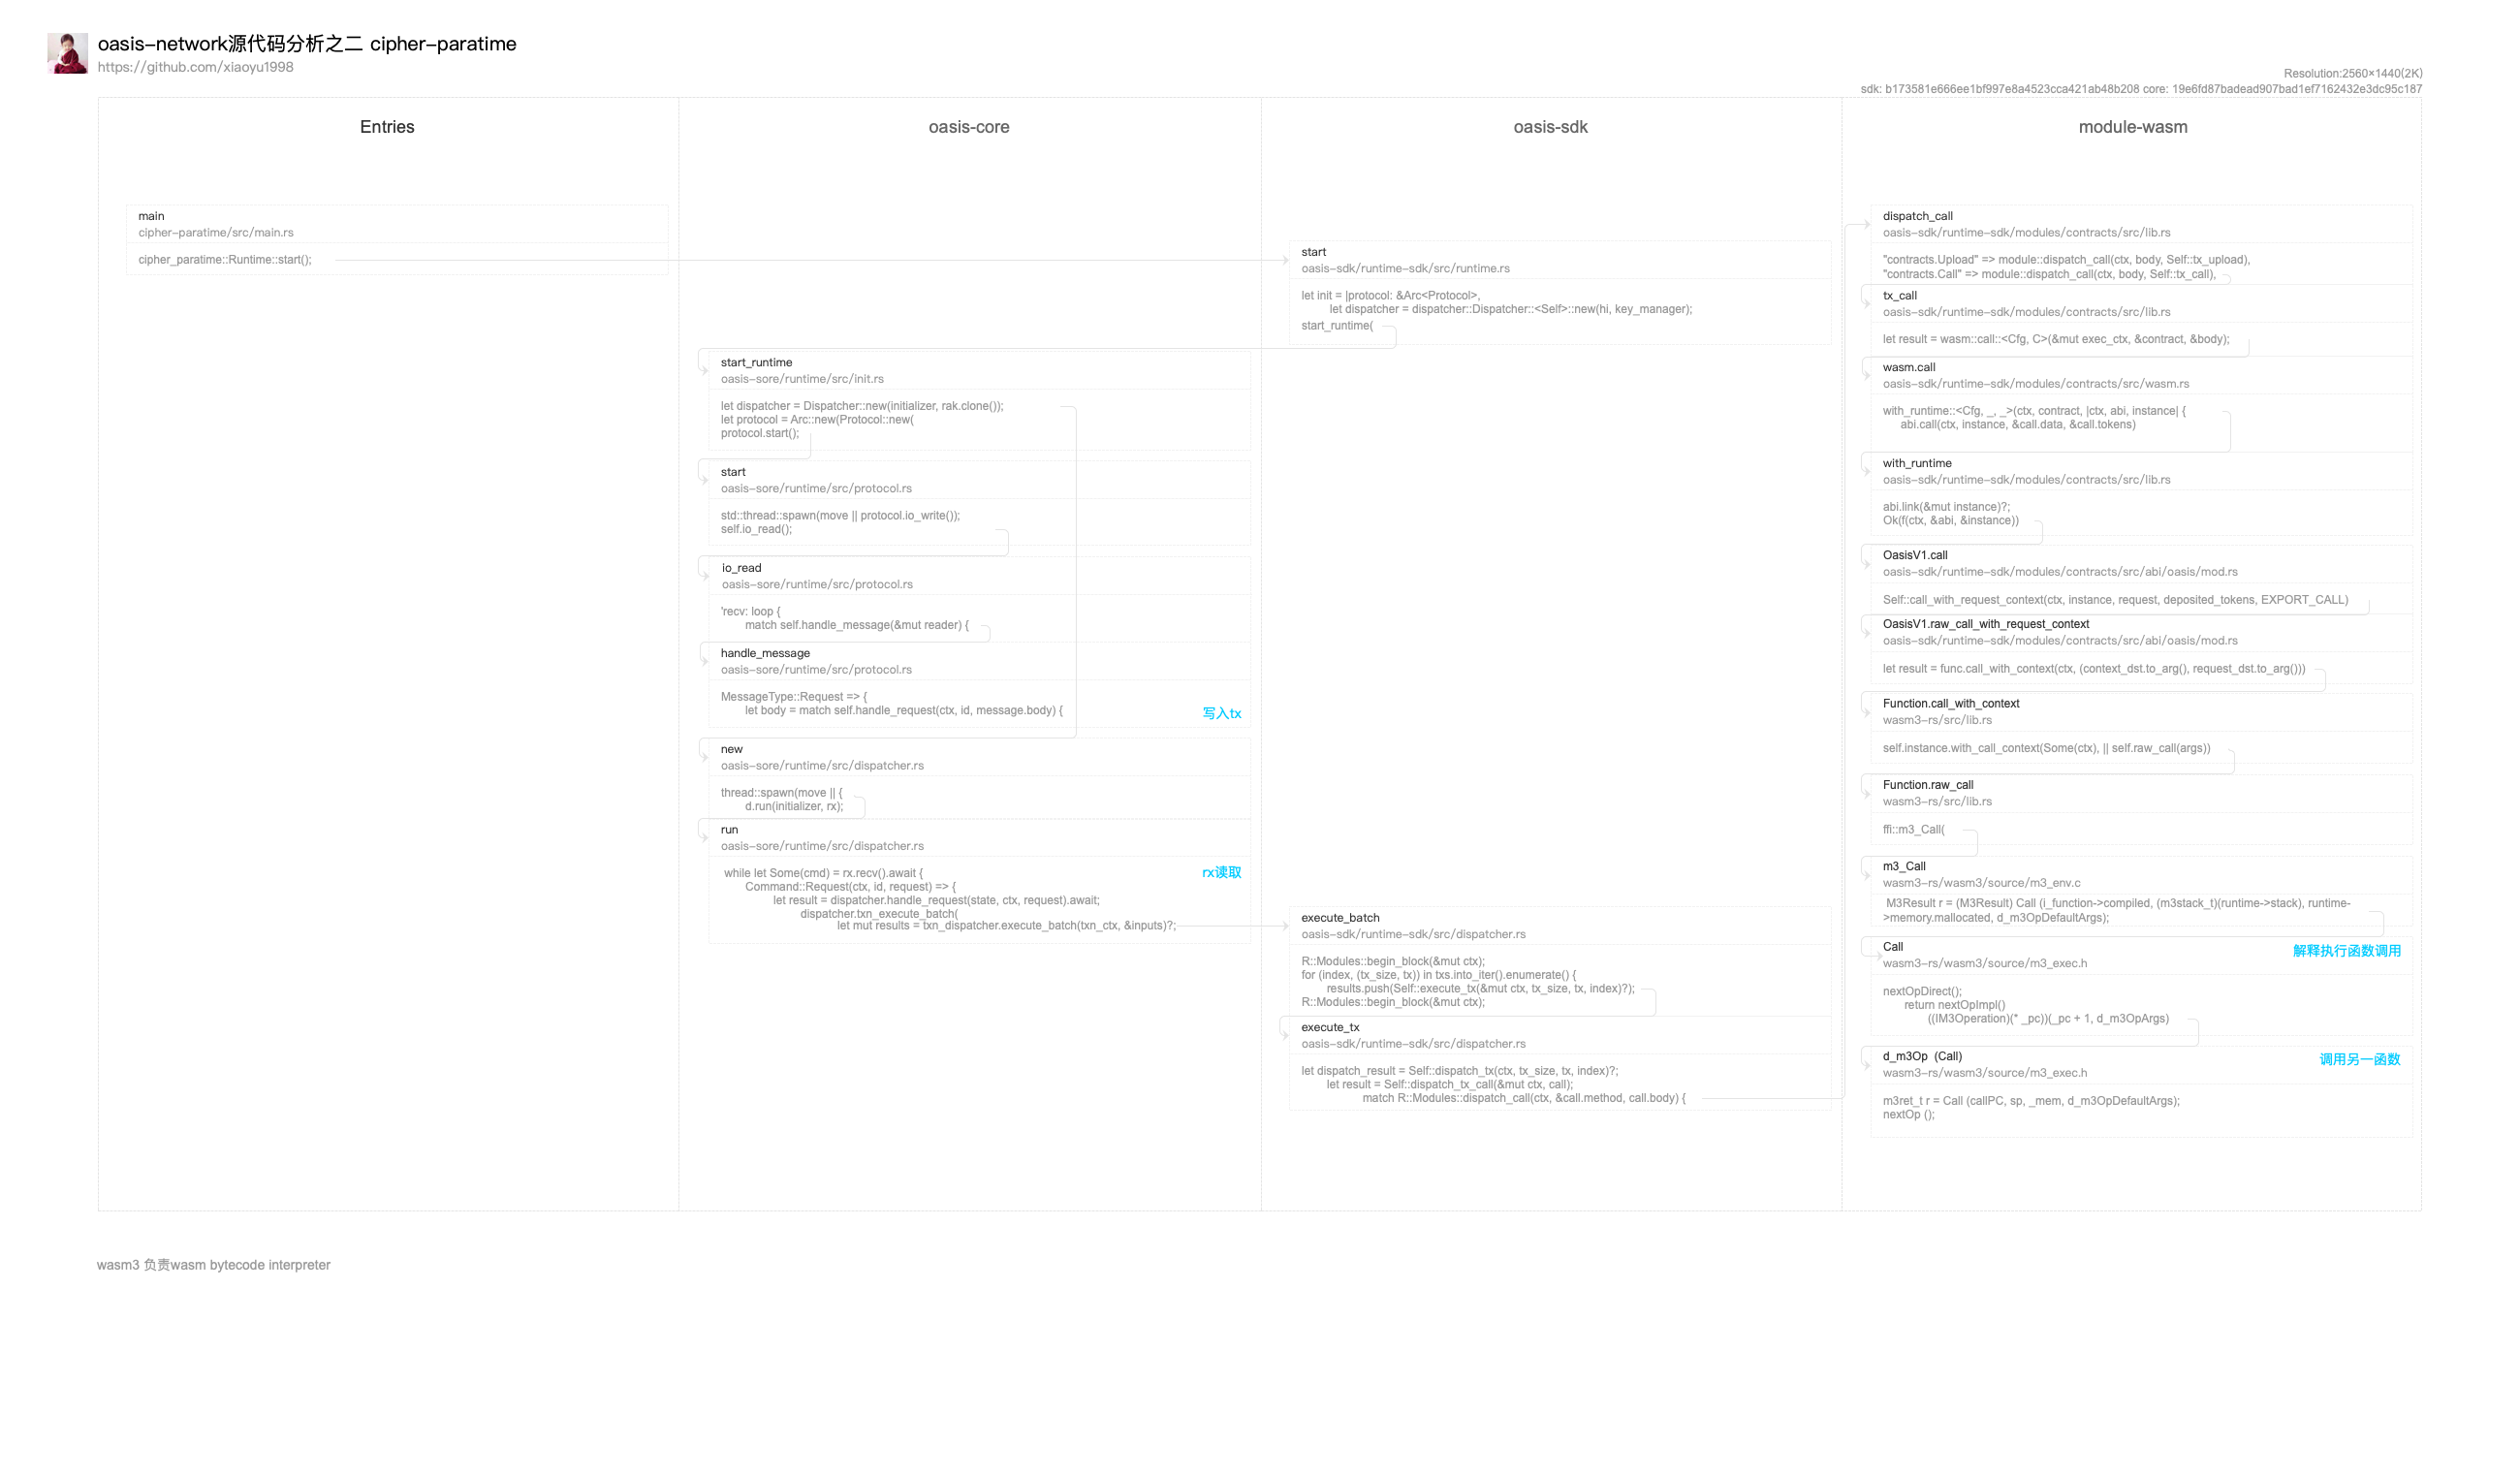 oasis-network源代码分析之二 cipher-paratime
https://github.com/xiaoyu1998
Resolution:2560×1440(2K)
sdk: b173581e666ee1bf997e8a4523cca421ab48b208 core: 19e6fd87badead907bad1ef7162432e3dc95c187
Entries
main
cipher-paratime/src/main.rs
cipher_paratime::Runtime::start();
oasis-core
start_runtime
oasis-sore/runtime/src/init.rs
let dispatcher = Dispatcher::new(initializer, rak.clone());
let protocol = Arc::new(Protocol::new(
protocol.start();
start
oasis-sore/runtime/src/protocol.rs
std::thread::spawn(move || protocol.io_write());
self.io_read();
io_read
oasis-sore/runtime/src/protocol.rs
'recv: loop {
match self.handle_message(&mut reader) {
handle_message
oasis-sore/runtime/src/protocol.rs
MessageType::Request => {
let body = match self.handle_request(ctx, id, message.body) {
写入tx
new
oasis-sore/runtime/src/dispatcher.rs
thread::spawn(move || {
d.run(initializer, rx);
run
oasis-sore/runtime/src/dispatcher.rs
rx读取
while let Some(cmd) = rx.recv().await {
Command::Request(ctx, id, request) => {
let result = dispatcher.handle_request(state, ctx, request).await;
dispatcher.txn_execute_batch(
let mut results = txn_dispatcher.execute_batch(txn_ctx, &inputs)?;
oasis-sdk
start
oasis-sdk/runtime-sdk/src/runtime.rs
let init = |protocol: &Arc<Protocol>,
let dispatcher = dispatcher::Dispatcher::<Self>::new(hi, key_manager);
start_runtime(
execute_batch
oasis-sdk/runtime-sdk/src/dispatcher.rs
R::Modules::begin_block(&mut ctx);
for (index, (tx_size, tx)) in txs.into_iter().enumerate() {
results.push(Self::execute_tx(&mut ctx, tx_size, tx, index)?);
R::Modules::begin_block(&mut ctx);
execute_tx
oasis-sdk/runtime-sdk/src/dispatcher.rs
let dispatch_result = Self::dispatch_tx(ctx, tx_size, tx, index)?;
let result = Self::dispatch_tx_call(&mut ctx, call);
match R::Modules::dispatch_call(ctx, &call.method, call.body) {
module-wasm
dispatch_call
oasis-sdk/runtime-sdk/modules/contracts/src/lib.rs
"contracts.Upload" => module::dispatch_call(ctx, body, Self::tx_upload),
"contracts.Call" => module::dispatch_call(ctx, body, Self::tx_call),
tx_call
oasis-sdk/runtime-sdk/modules/contracts/src/lib.rs
let result = wasm::call::<Cfg, C>(&mut exec_ctx, &contract, &body);
wasm.call
oasis-sdk/runtime-sdk/modules/contracts/src/wasm.rs
with_runtime::<Cfg, _, _>(ctx, contract, |ctx, abi, instance| {
abi.call(ctx, instance, &call.data, &call.tokens)
with_runtime
oasis-sdk/runtime-sdk/modules/contracts/src/lib.rs
abi.link(&mut instance)?;
Ok(f(ctx, &abi, &instance))
OasisV1.call
oasis-sdk/runtime-sdk/modules/contracts/src/abi/oasis/mod.rs
Self::call_with_request_context(ctx, instance, request, deposited_tokens, EXPORT_CALL)
OasisV1.raw_call_with_request_context
oasis-sdk/runtime-sdk/modules/contracts/src/abi/oasis/mod.rs
let result = func.call_with_context(ctx, (context_dst.to_arg(), request_dst.to_arg()))
Function.call_with_context
wasm3-rs/src/lib.rs
self.instance.with_call_context(Some(ctx), || self.raw_call(args))
Function.raw_call
wasm3-rs/src/lib.rs
ffi::m3_Call(
m3_Call
wasm3-rs/wasm3/source/m3_env.c
M3Result r = (M3Result) Call (i_function->compiled, (m3stack_t)(runtime->stack), runtime-
>memory.mallocated, d_m3OpDefaultArgs);
Call
解释执行函数调用
wasm3-rs/wasm3/source/m3_exec.h
nextOpDirect();
return nextOpImpl()
((IM3Operation)(* _pc))(_pc + 1, d_m3OpArgs)
d_m3Op (Call)
调用另一函数
wasm3-rs/wasm3/source/m3_exec.h
m3ret_t r = Call (callPC, sp, _mem, d_m3OpDefaultArgs);
nextOp ();
wasm3 负责wasm bytecode interpreter